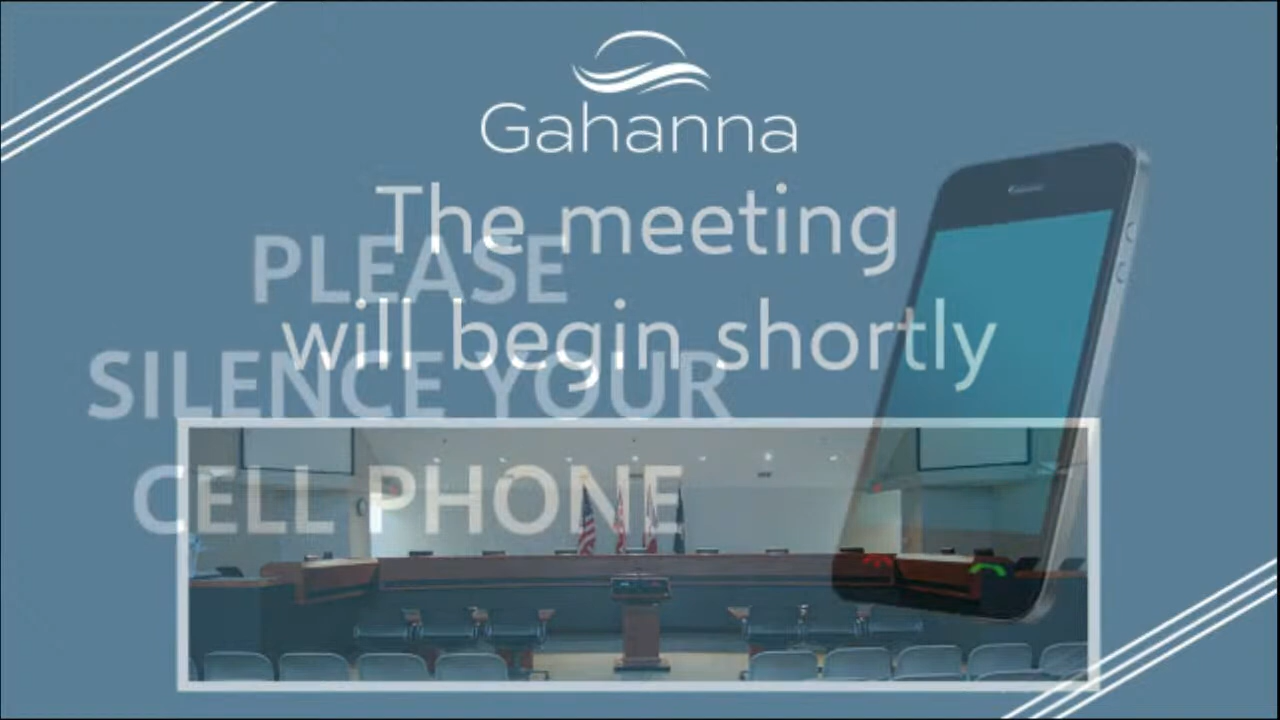 Gahanna
The meeting
will begin shortly
PLEASE
SILENCE YOUR
CELL PHONE